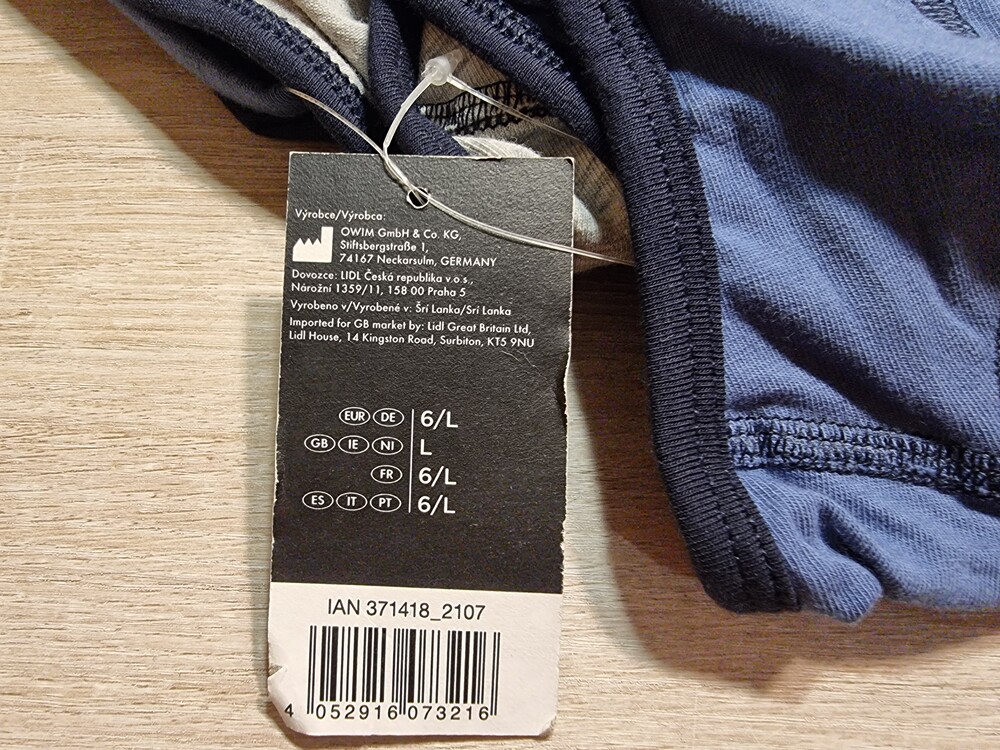 Výrobce/Výrobca:
OWIM GmbH & Co. KG,
Stiftsbergstraße 1,
74167 Neckarsulm, GERMANY
Dovozce: LIDL Česká republika v.o.s.,
Nárožní 1359/11, 158 00 Praha 5
Vyrobeno v/Vyrobené v: Šrí Lanka/Srí Lanka
Imported for GB market by: Lidl Great Britain Ltd,
Lidl House, 14 Kingston Road, Surbiton, KT5 9NU
EUR DE 6/L
GB IE NI L
FR 6/L
ES IT PT 6/L
IAN 371418_2107
4 052916 073216